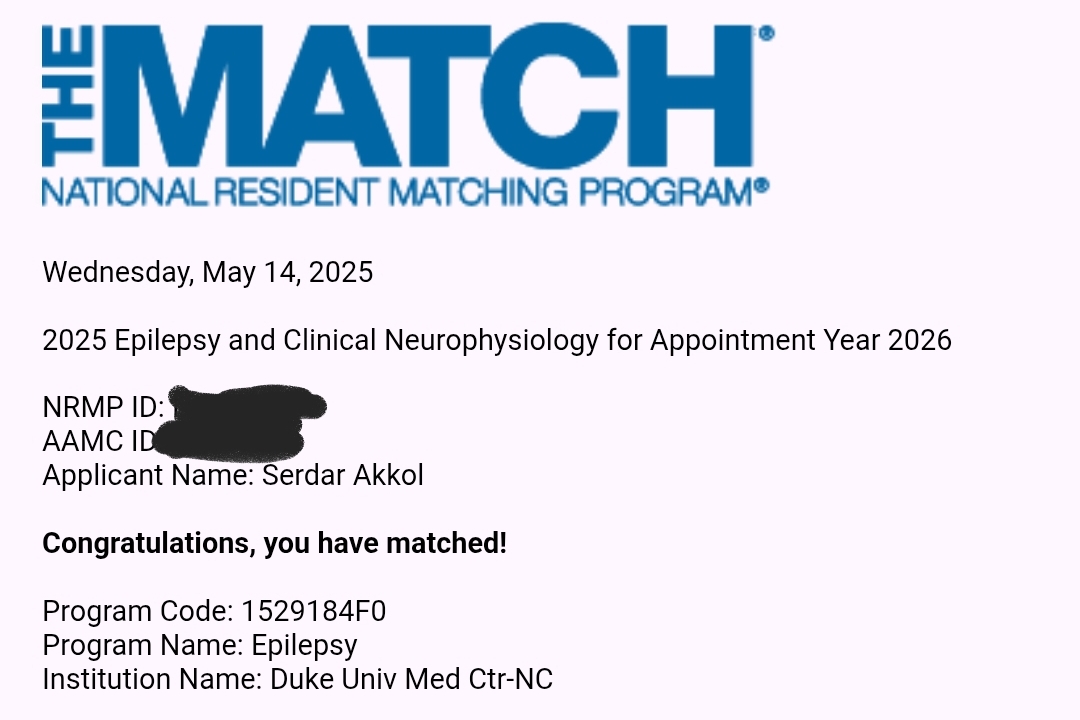 THE MATCH®
NATIONAL RESIDENT MATCHING PROGRAM®
Wednesday, May 14, 2025
2025 Epilepsy and Clinical Neurophysiology for Appointment Year 2026
NRMP ID:
AAMC ID
Applicant Name: Serdar Akkol
Congratulations, you have matched!
Program Code: 1529184F0
Program Name: Epilepsy
Institution Name: Duke Univ Med Ctr-NC